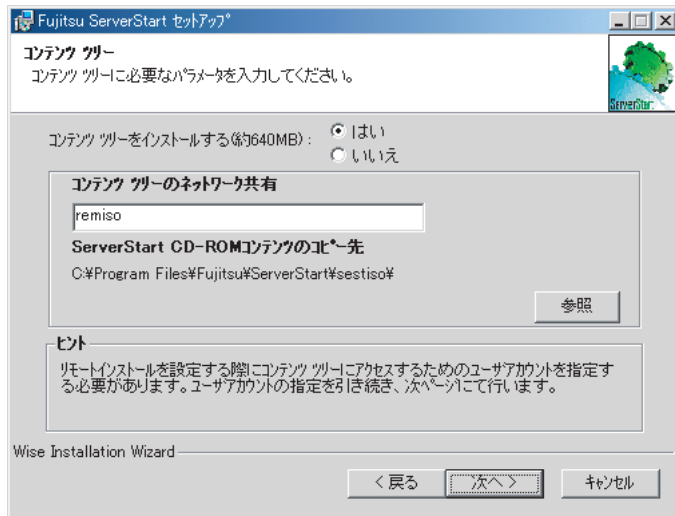 Fujitsu ServerStart セットアップ
コンテンツ ツリー
コンテンツ ツリーに必要なパラメータを入力してください。
ServerStart
コンテンツ ツリーをインストールする(約640MB) :
はい
いいえ
コンテンツ ツリーのネットワーク共有
remiso
ServerStart CD-ROMコンテンツのコピー先
C:¥Program Files¥Fujitsu¥ServerStart¥sestiso¥
参照
ヒント
リモートインストールを設定する際にコンテンツ ツリーにアクセスするためのユーザアカウントを指定す
る必要があります。ユーザアカウントの指定を引き続き、次ページにて行います。
Wise Installation Wizard
< 戻る
次へ >
キャンセル